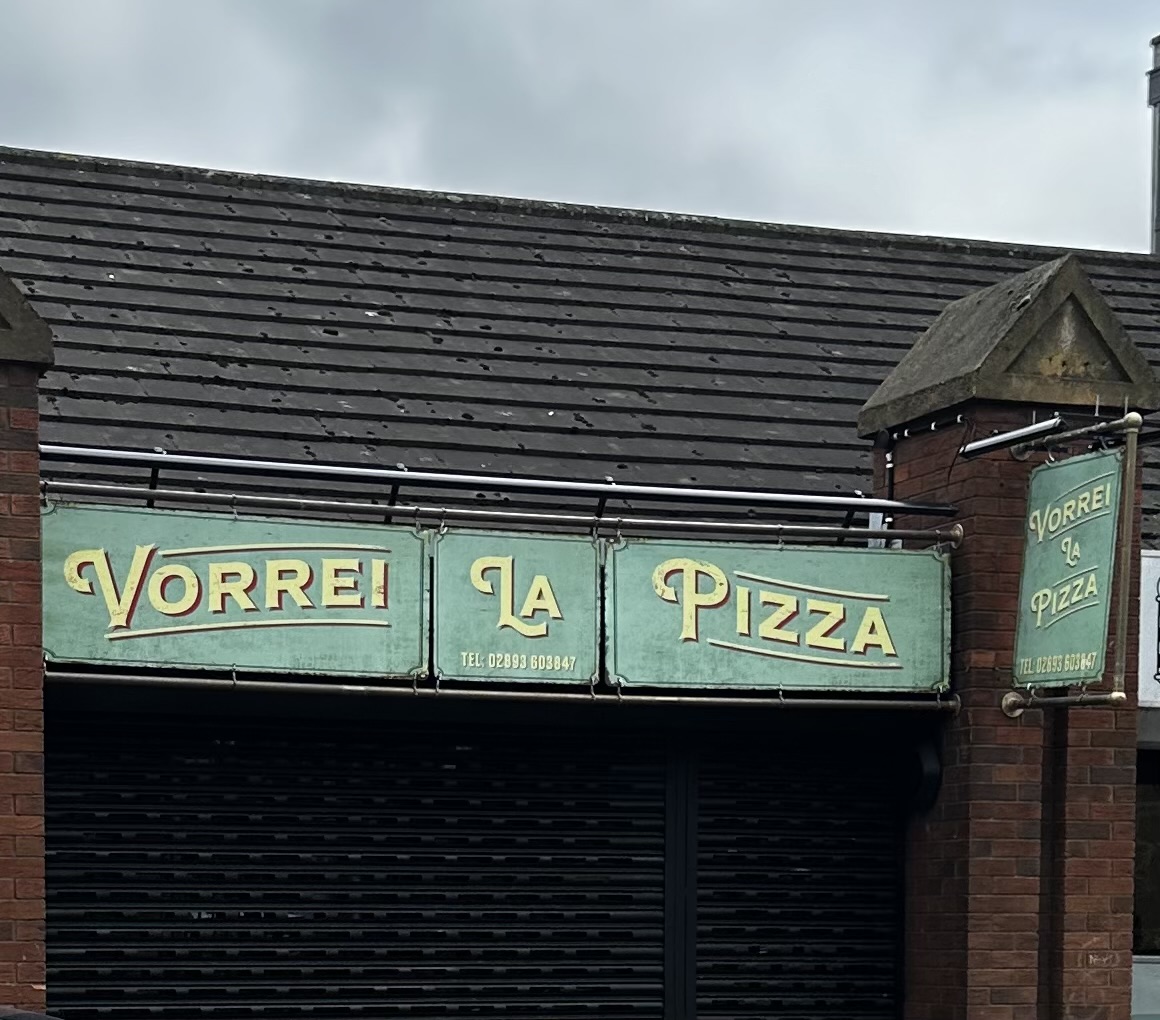 VORREI
LA
PIZZA
TEL: 02893 603847
VORREI
LA
PIZZA
TEL: 02893 603847